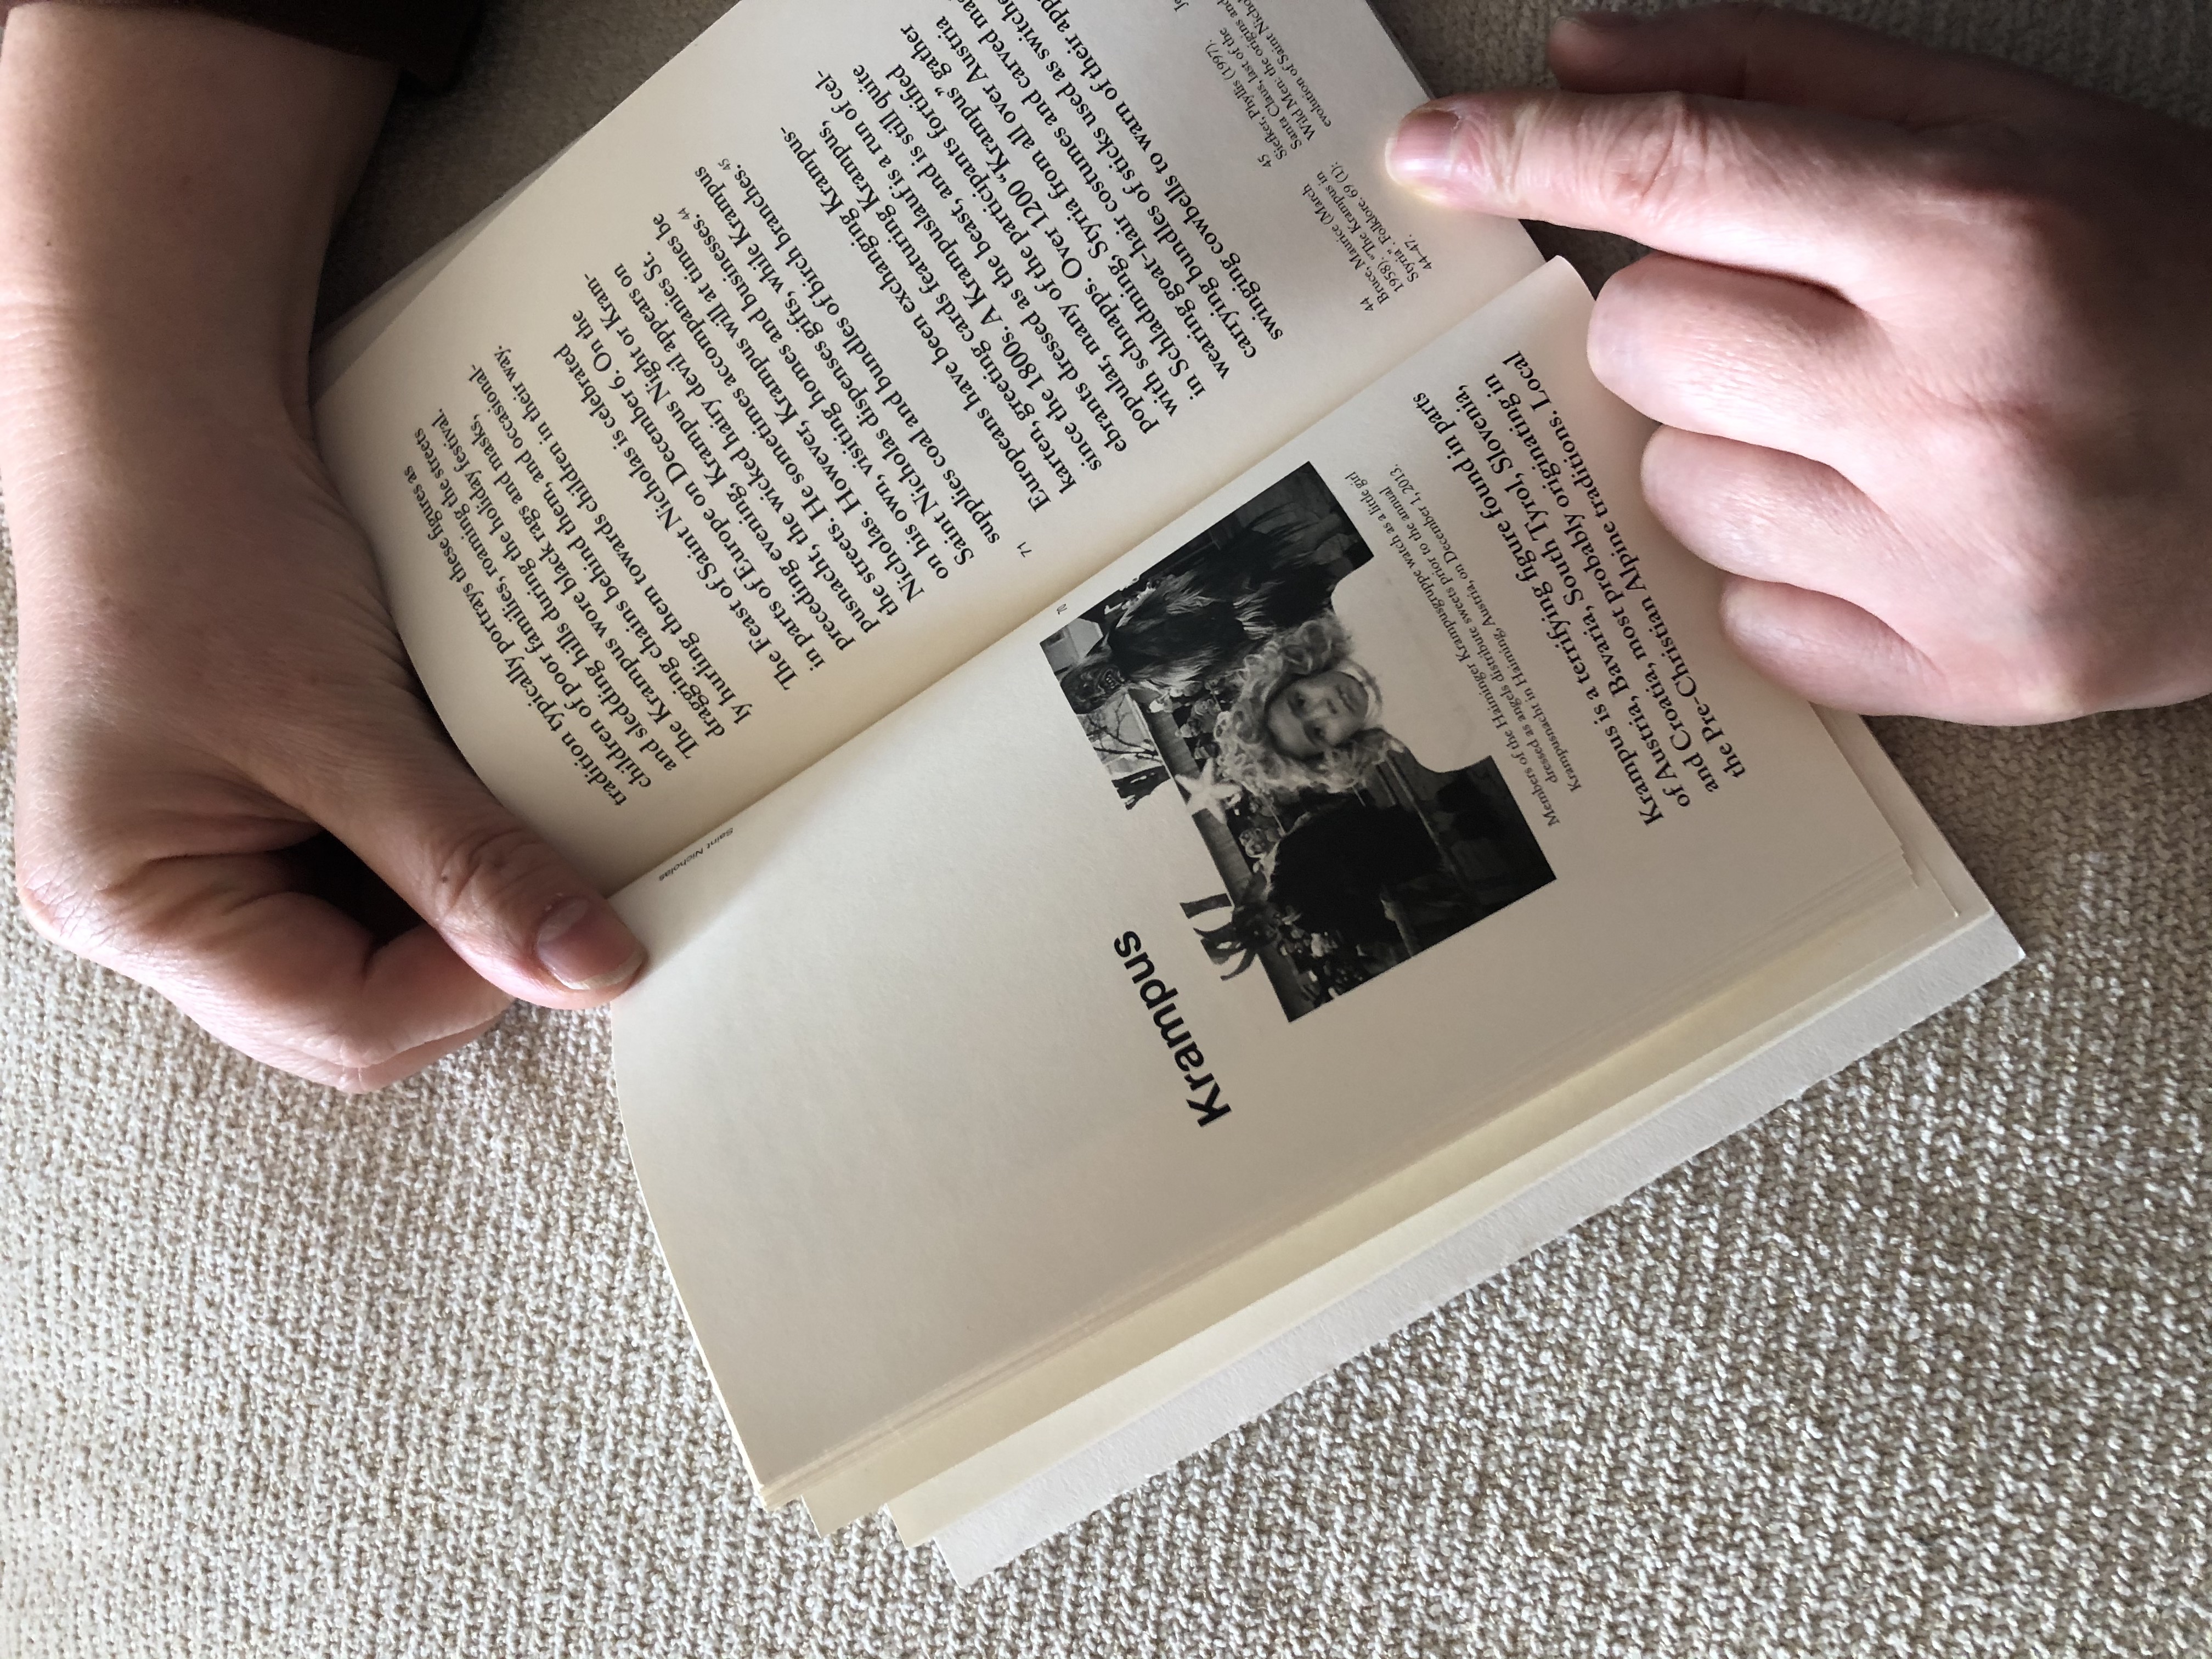 Saint Nicholas
Krampus
Members of the Haiminger Krampusgruppe watch as a little girl
dressed as angels distribute sweets prior to the annual
Krampusnacht in Haiming, Austria, on December 1, 2013.
Krampus is a terrifying figure found in parts
of Austria, Bavaria, South Tyrol, Slovenia,
and Croatia, most probably originating in
the Pre-Christian Alpine traditions. Local
70
tradition typically portrays these figures as
children of poor families, roaming the streets
and sledding hills during the holiday festival.
The Krampus wore black rags and masks,
dragging chains behind them, and occasional-
ly hurling them towards children in their way.
The Feast of Saint Nicholas is celebrated
in parts of Europe on December 6. On the
preceding evening, Krampus Night or Kram-
pusnacht, the wicked hairy devil appears on
the streets. He sometimes accompanies St.
Nicholas. However, Krampus will at times be
on his own, visiting homes and businesses.44
Saint Nicholas dispenses gifts, while Krampus
supplies coal and bundles of birch branches.45
Europeans have been exchanging Krampus-
karten, greeting cards featuring Krampus,
since the 1800s. A Krampuslauf is a run of cel-
ebrants dressed as the beast, and is still quite
popular, many of the participants fortified
with schnapps. Over 1200 “Krampus” gather
in Schladming, Styria from all over Austria
wearing goat-hair costumes and carved
carrying bundles of sticks used as
swinging cowbells to warn of their
71
44
Bruce, Maurice (March
1958). “The Krampus in
Styria”. Folklore. 69 (1):
44–47.
45
Siefker, Phyllis (1997).
Santa Claus, last of the
Wild Men: the origins and
evolution of Saint